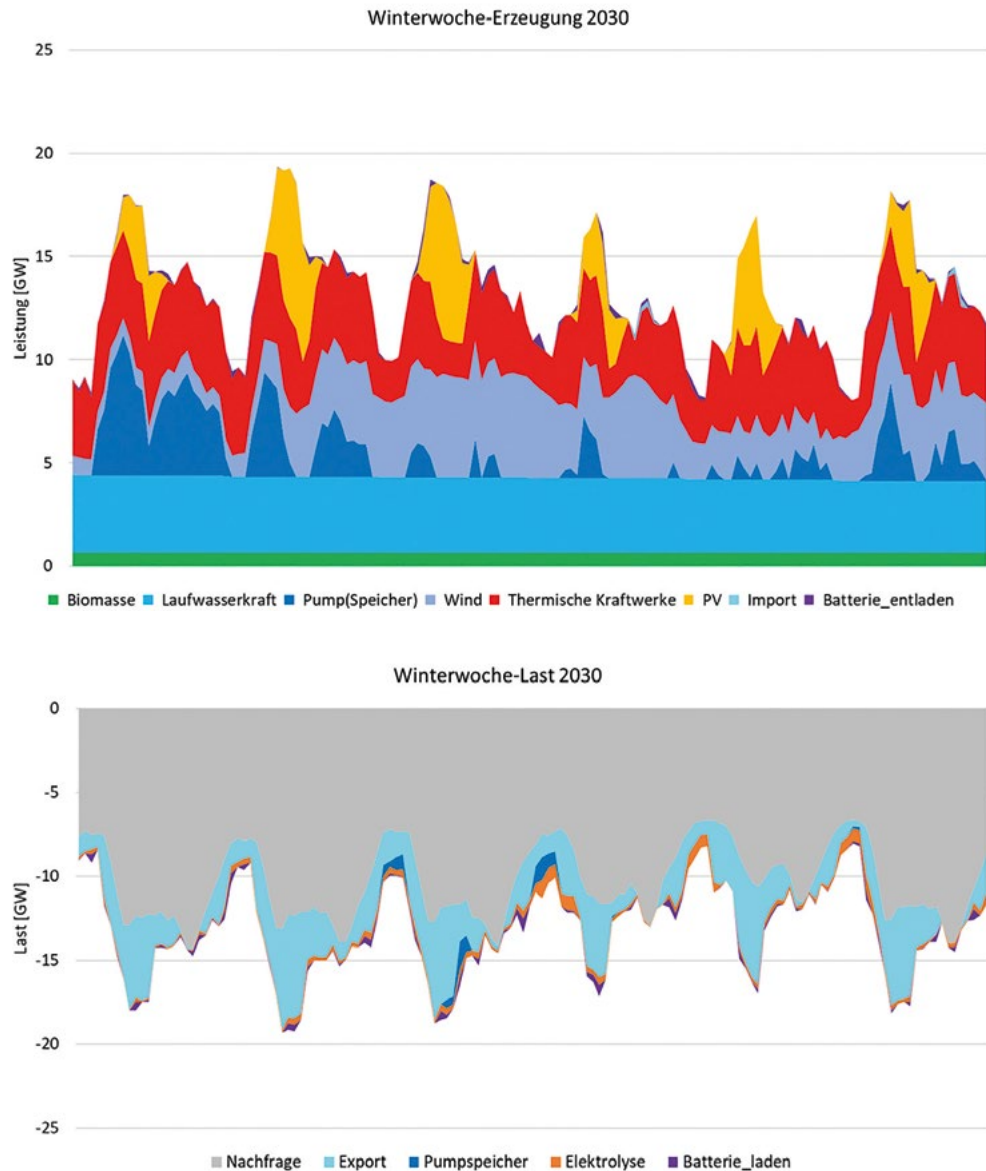 Winterwoche-Erzeugung 2030
25
20
15
10
5
0
Leistung [GW]
Biomasse Laufwasserkraft Pump(Speicher) Wind Thermische Kraftwerke PV Import Batterie_entladen
Winterwoche-Last 2030
0
-5
-10
-15
-20
-25
Last [GW]
Nachfrage Export Pumpspeicher Elektrolyse Batterie_laden